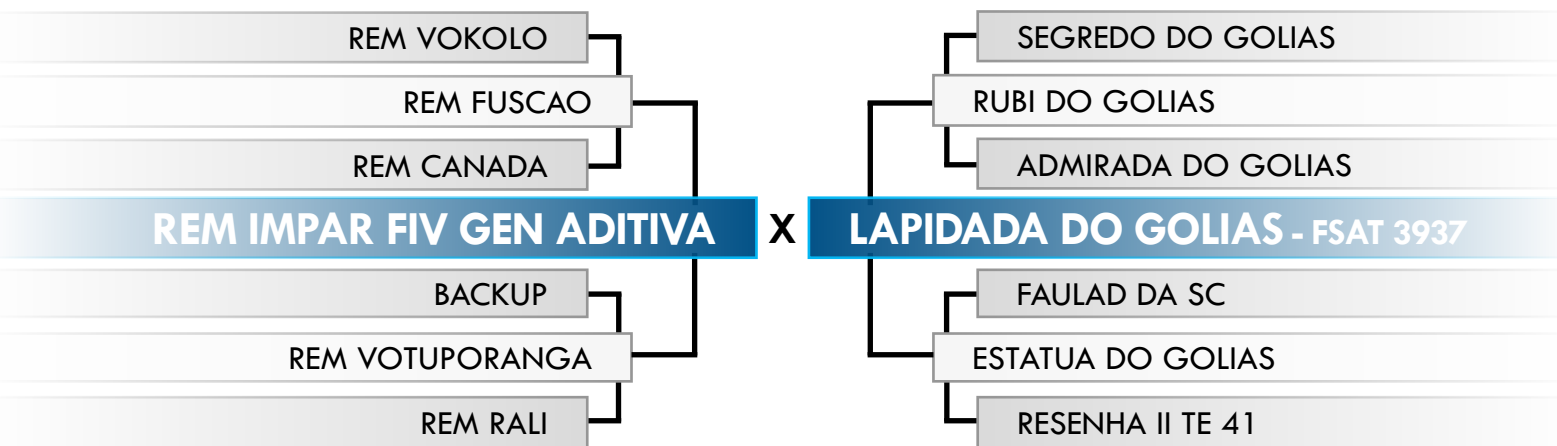 REM VOKOLO
SEGREDO DO GOLIAS
REM FUSCAO
RUBI DO GOLIAS
REM CANADA
ADMIRADA DO GOLIAS
REM IMPAR FIV GEN ADITIVA X LAPIDADA DO GOLIAS - FSAT 3937
BACKUP
FAULAD DA SC
REM VOTUPORANGA
ESTATUA DO GOLIAS
REM RALI
RESENHA II TE 41